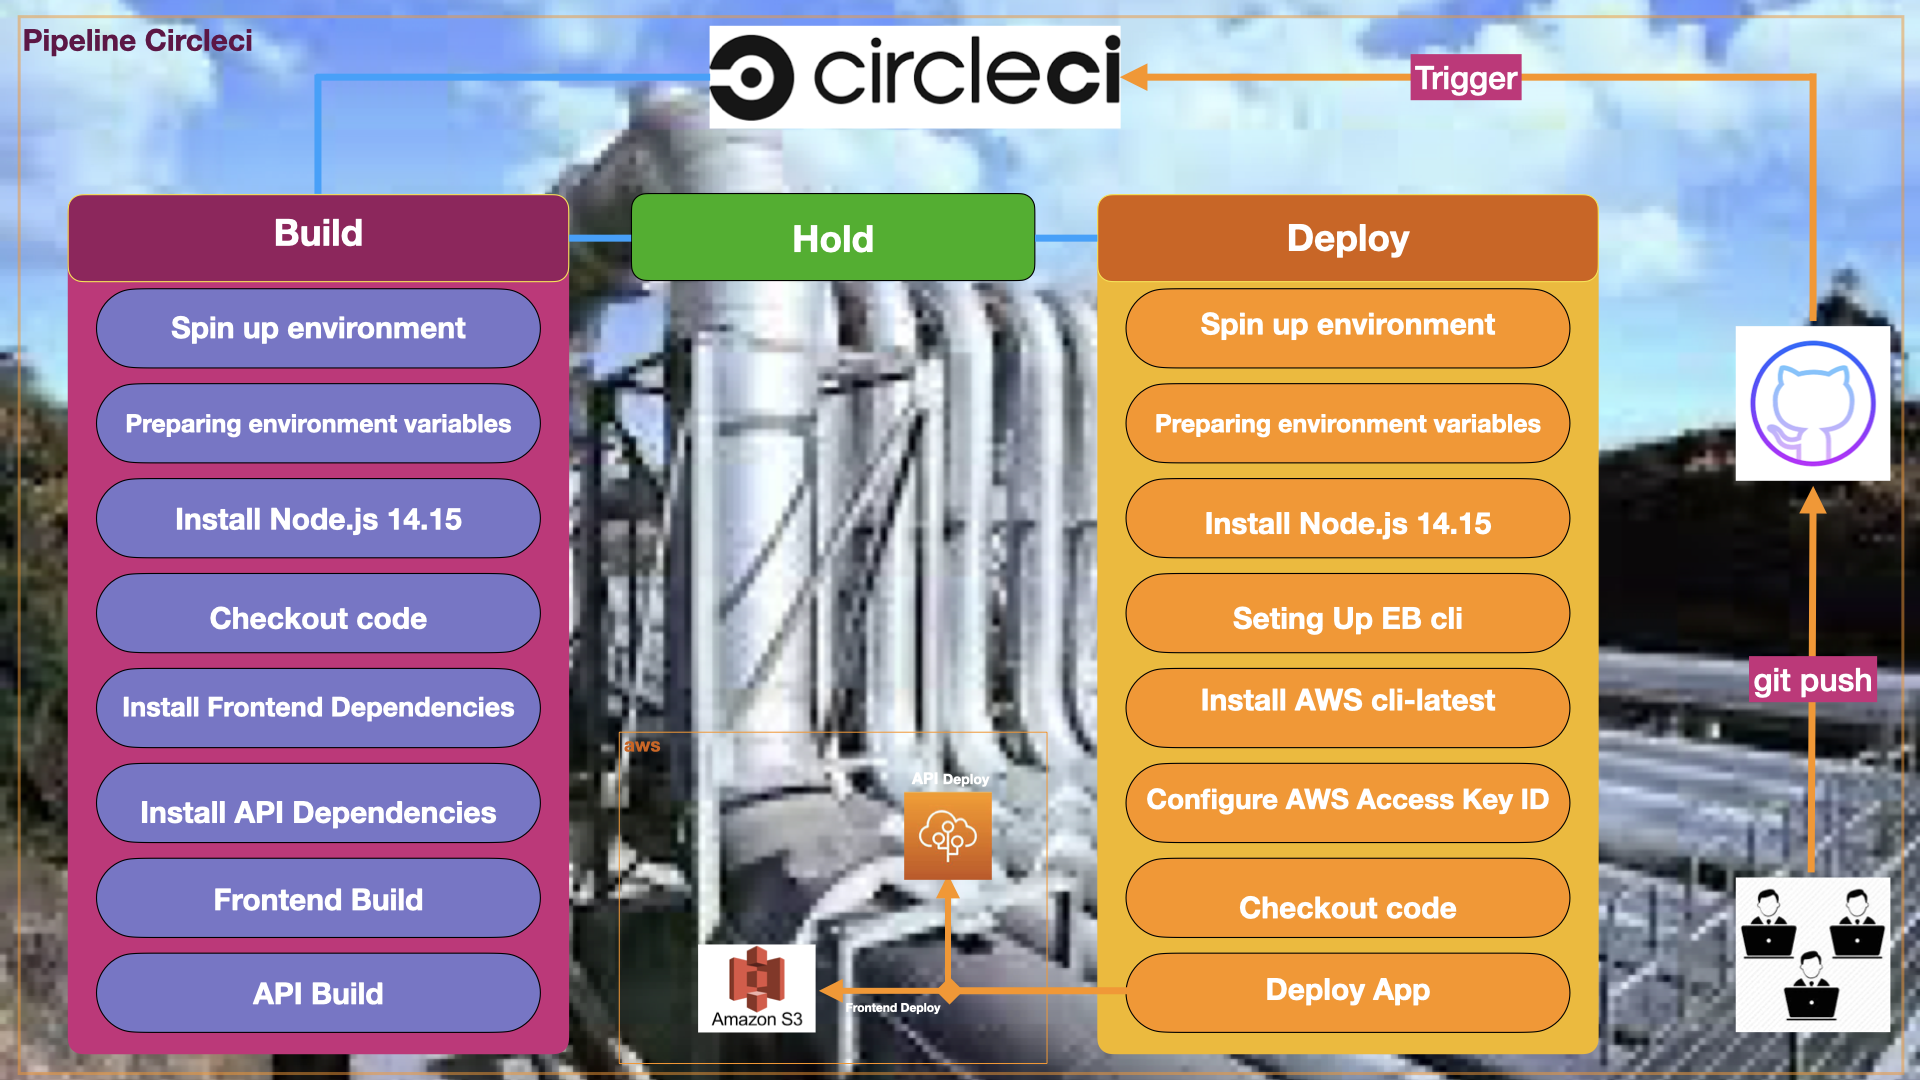 Pipeline Circleci
circleci
Trigger
Build
Hold
Deploy
Spin up environment
Preparing environment variables
Install Node.js 14.15
Checkout code
Install Frontend Dependencies
Install API Dependencies
Frontend Build
API Build
Spin up environment
Preparing environment variables
Install Node.js 14.15
Seting Up EB cli
Install AWS cli-latest
Configure AWS Access Key ID
Checkout code
Deploy App
aws
API Deploy
Amazon S3
Frontend Deploy
git push